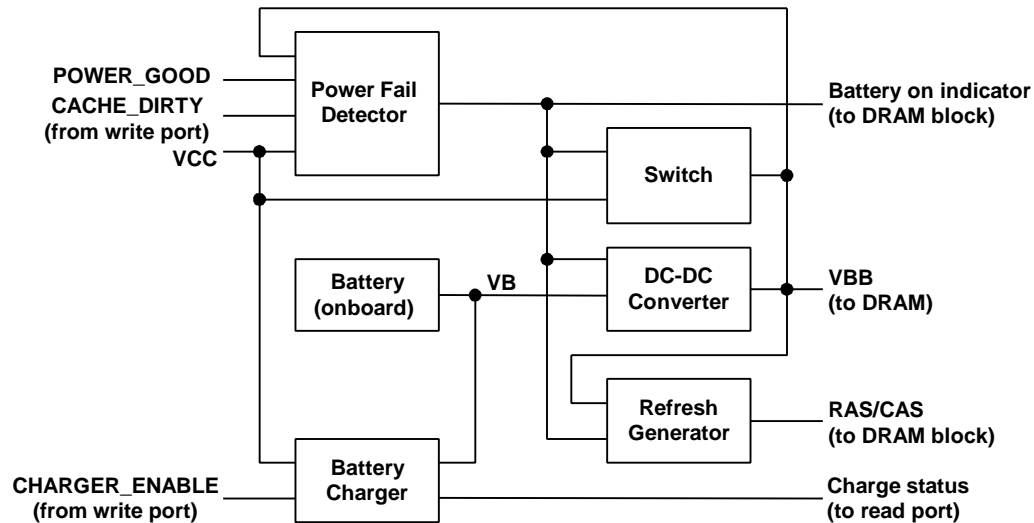 POWER_GOOD
CACHE_DIRTY
(from write port)
VCC
Power Fail
Detector
Battery on indicator
(to DRAM block)
Switch
Battery
(onboard)
VB
DC-DC
Converter
VBB
(to DRAM)
Refresh
Generator
RAS/CAS
(to DRAM block)
CHARGER_ENABLE
(from write port)
Battery
Charger
Charge status
(to read port)